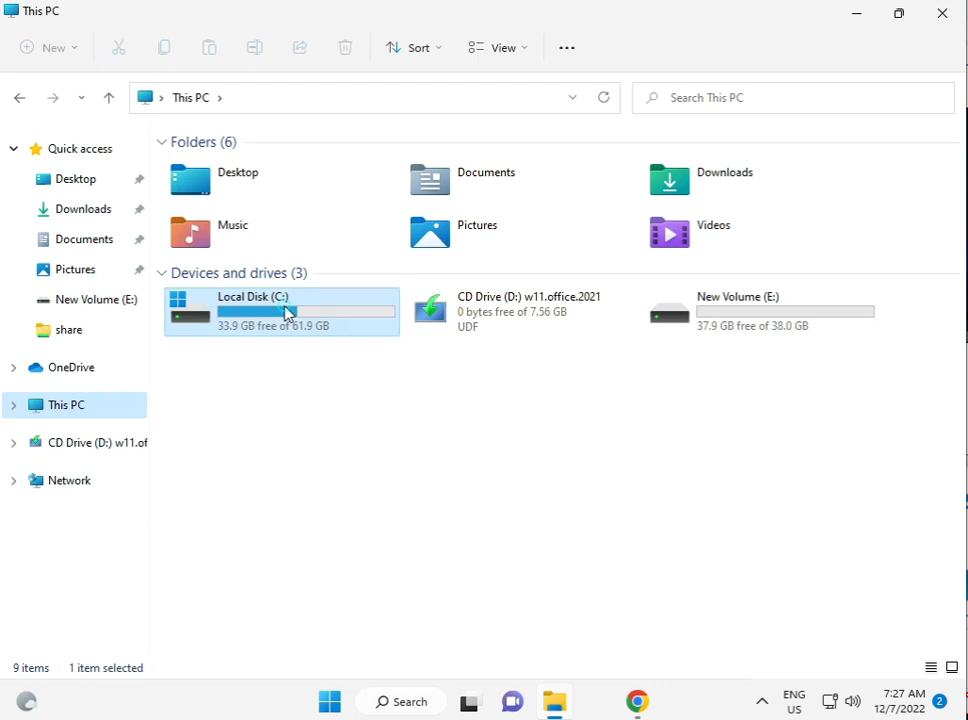 This PC
New
Sort
View
This PC
Search This PC
Quick access
Desktop
Downloads
Documents
Pictures
New Volume (E:)
share
OneDrive
This PC
CD Drive (D:) w11.of
Network
Folders (6)
Desktop
Documents
Downloads
Music
Pictures
Videos
Devices and drives (3)
Local Disk (C:)
33.9 GB free of 61.9 GB
CD Drive (D:) w11.office.2021
0 bytes free of 7.56 GB
UDF
New Volume (E:)
37.9 GB free of 38.0 GB
9 items 1 item selected
Search
ENG
US
7:27 AM
12/7/2022
2